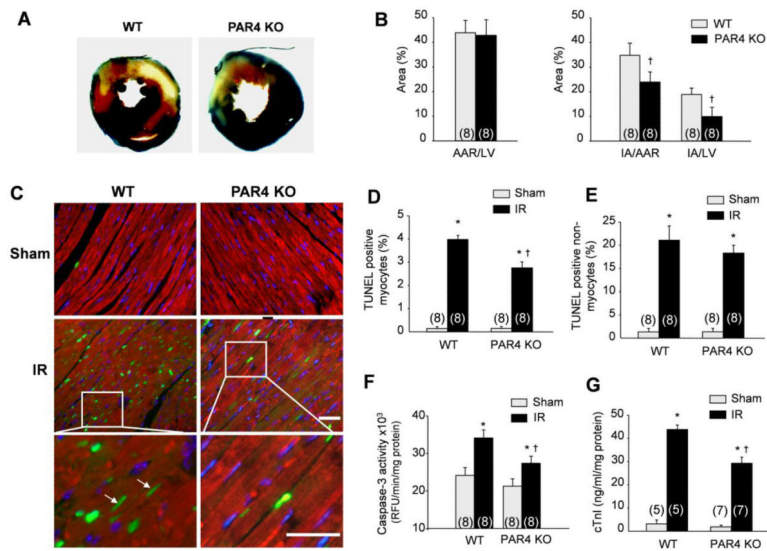 A
WT
PAR4 KO
B
Area (%)
50
40
30
20
10
0
(8)
(8)
AAR/LV
Area (%)
50
40
30
20
10
0
WT
PAR4 KO
†
†
(8)
(8)
(8)
(8)
IA/AAR
IA/LV
C
WT
PAR4 KO
Sham
IR
D
Sham
IR
TUNEL positive
myocytes (%)
5
4
3
2
1
0
*
* †
(8)
(8)
(8)
(8)
WT
PAR4 KO
E
Sham
IR
TUNEL positive non-
myocytes (%)
25
20
15
10
5
0
*
*
(8)
(8)
(8)
(8)
WT
PAR4 KO
F
Sham
IR
Caspase-3 activity x10³
(RFU/min/mg protein)
40
30
20
10
*
* †
(8)
(8)
(8)
(8)
WT
PAR4 KO
G
Sham
IR
cTnI (ng/ml/mg protein)
50
40
30
20
10
0
*
* †
(5)
(5)
(7)
(7)
WT
PAR4 KO